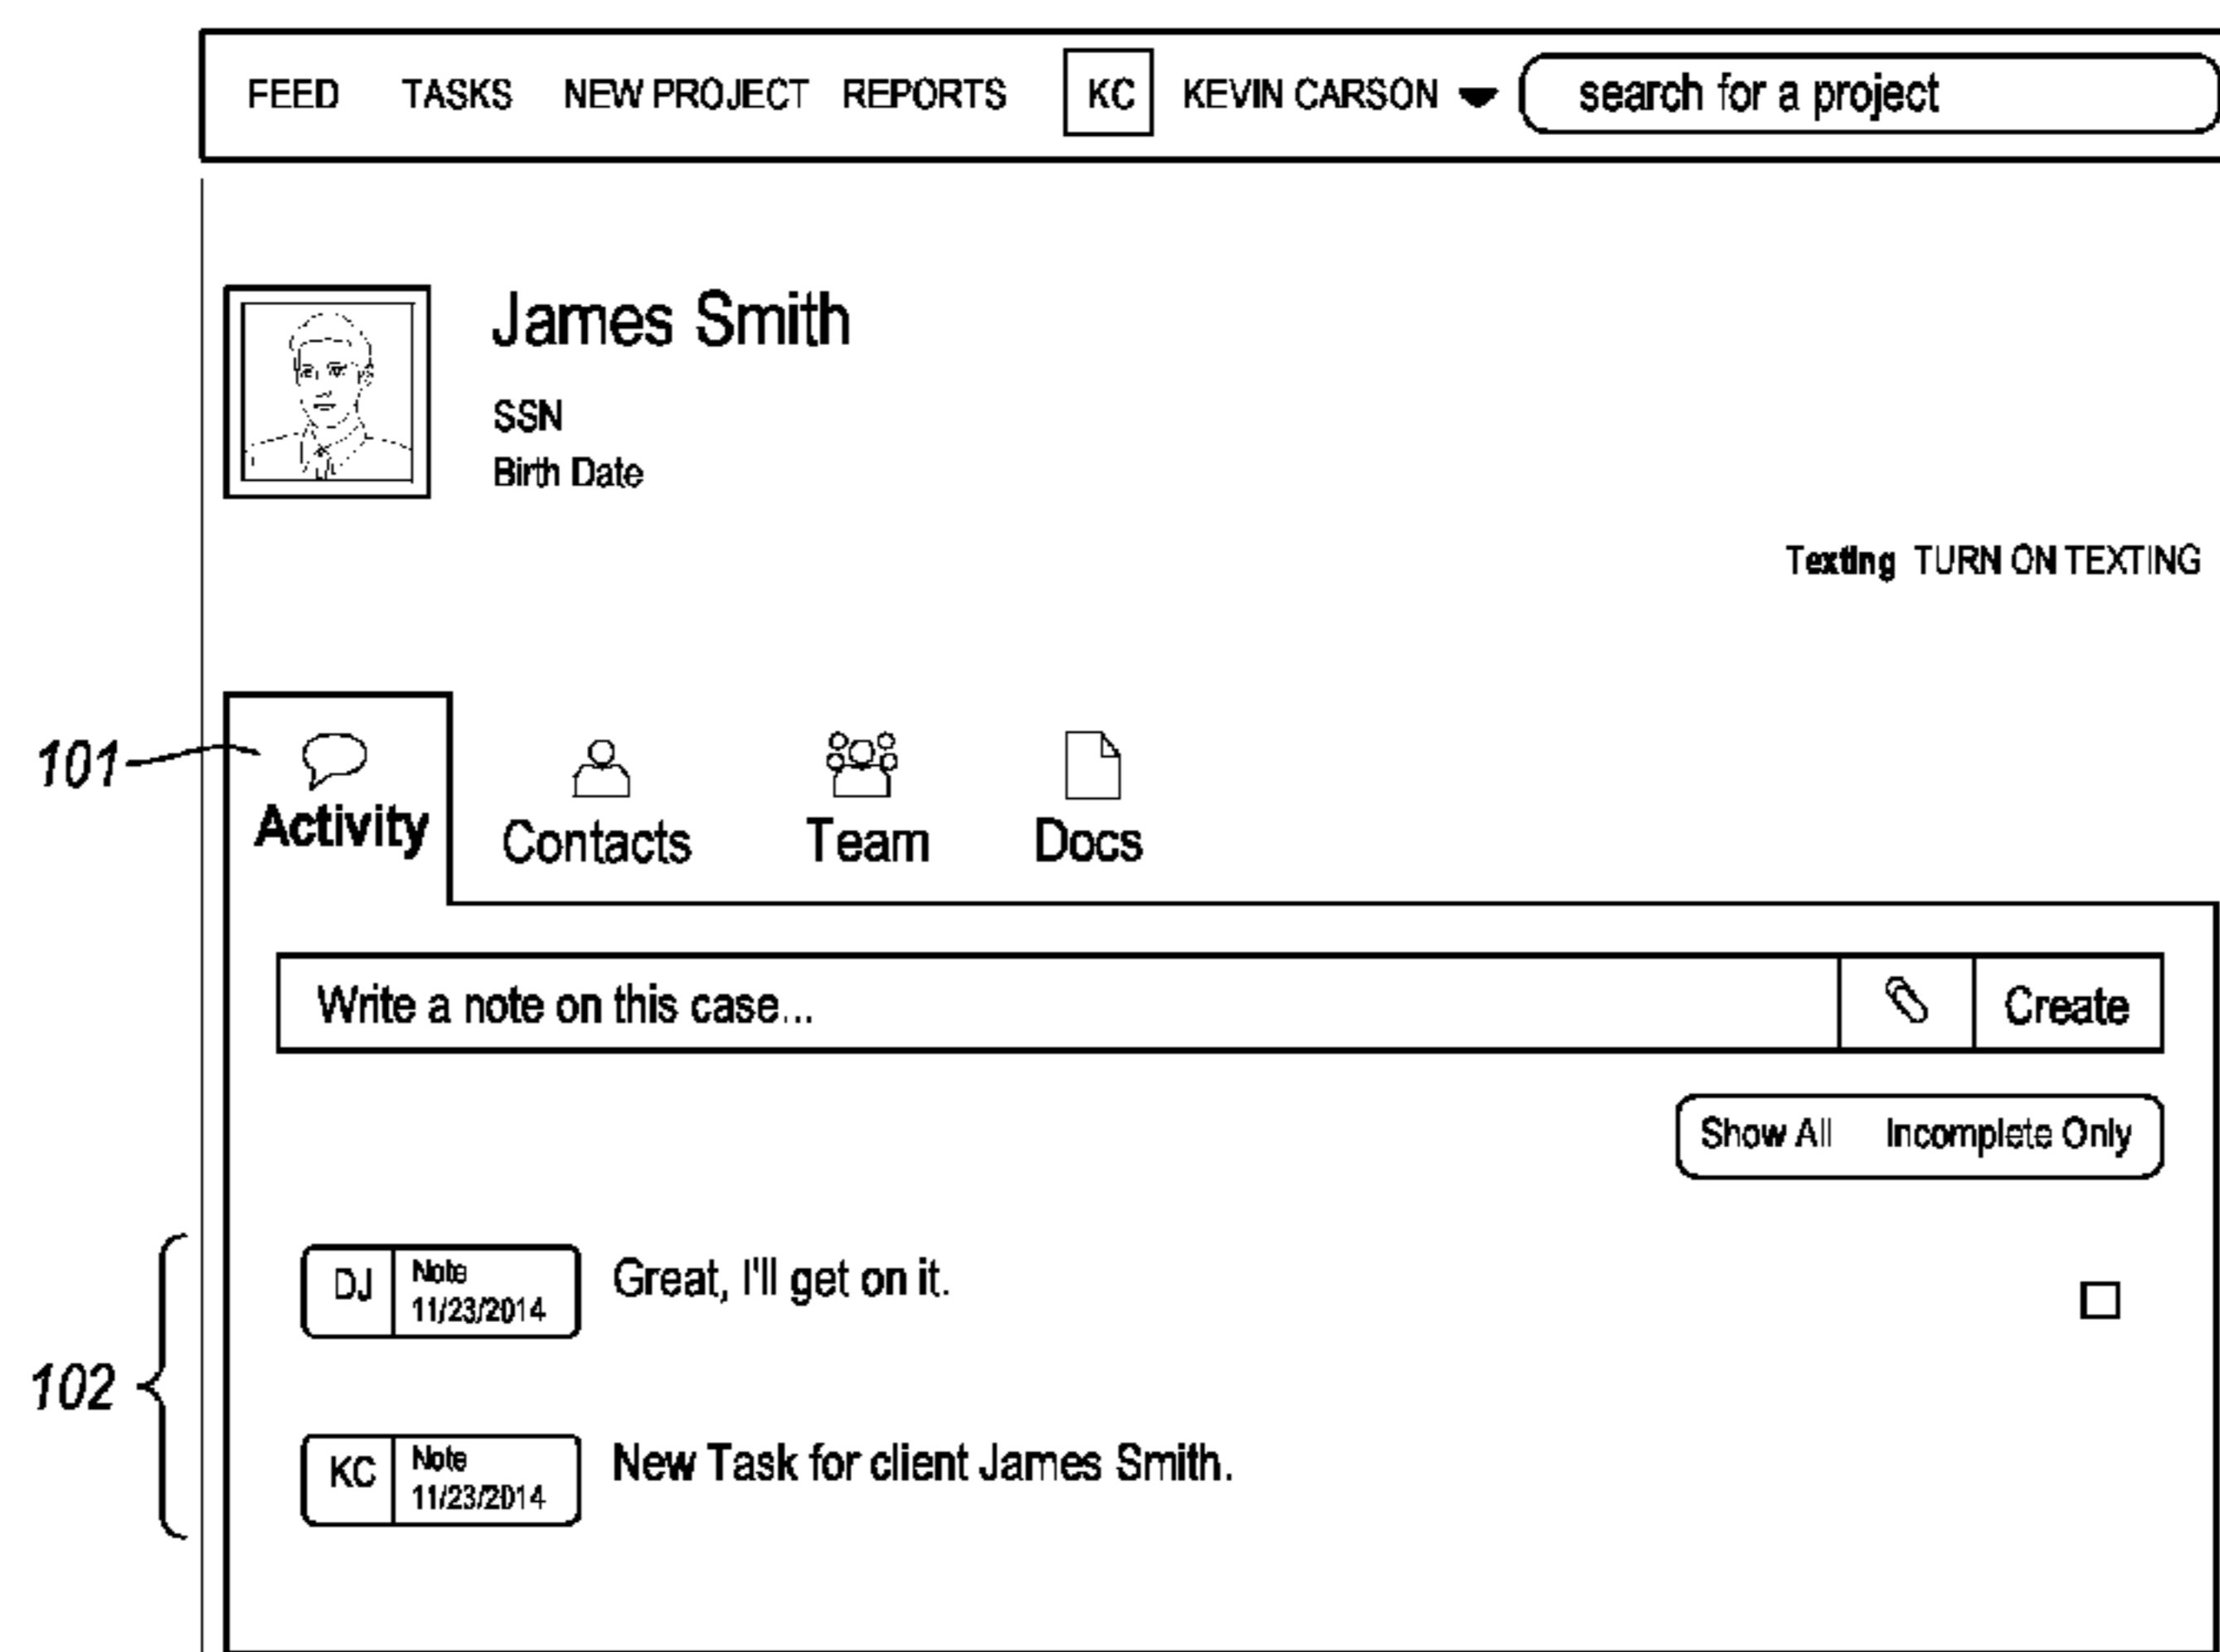 FEED TASKS NEW PROJECT REPORTS KC KEVIN CARSON search for a project
James Smith
SSN
Birth Date
Texting TURN ON TEXTING
101
Activity Contacts Team Docs
Write a note on this case... Create
Show All Incomplete Only
102
DJ Note 11/23/2014 Great, I'll get on it.
KC Note 11/23/2014 New Task for client James Smith.